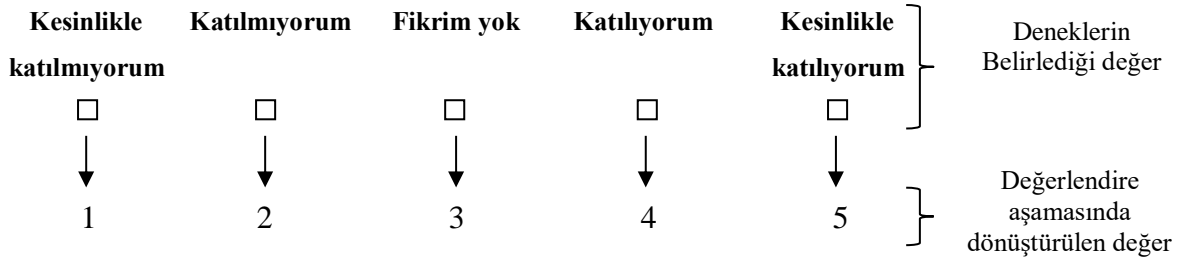 Kesinlikle Katılmıyorum Fikrim yok Katılıyorum Kesinlikle
katılmıyorum katılıyorum
Deneklerin
Belirlediği değer
1 2 3 4 5
Değerlendire
aşamasında
dönüştürülen değer